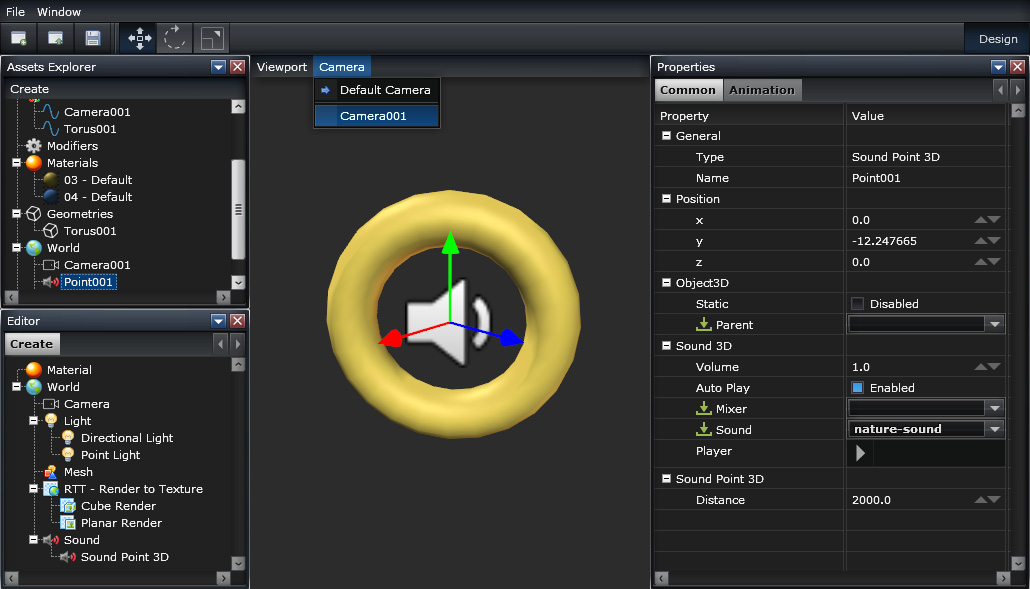 File Window
Design
Assets Explorer
Create
Camera001
Torus001
Modifiers
Materials
03 - Default
04 - Default
Geometries
Torus001
World
Camera001
Point001
Editor
Create
Material
World
Camera
Light
Directional Light
Point Light
Mesh
RTT - Render to Texture
Cube Render
Planar Render
Sound
Sound Point 3D
Viewport Camera
Default Camera
Camera001
Properties
Common Animation
Property Value
General
Type Sound Point 3D
Name Point001
Position
x 0.0
y -12.247665
z 0.0
Object3D
Static Disabled
Parent
Sound 3D
Volume 1.0
Auto Play Enabled
Mixer
Sound nature-sound
Player
Sound Point 3D
Distance 2000.0